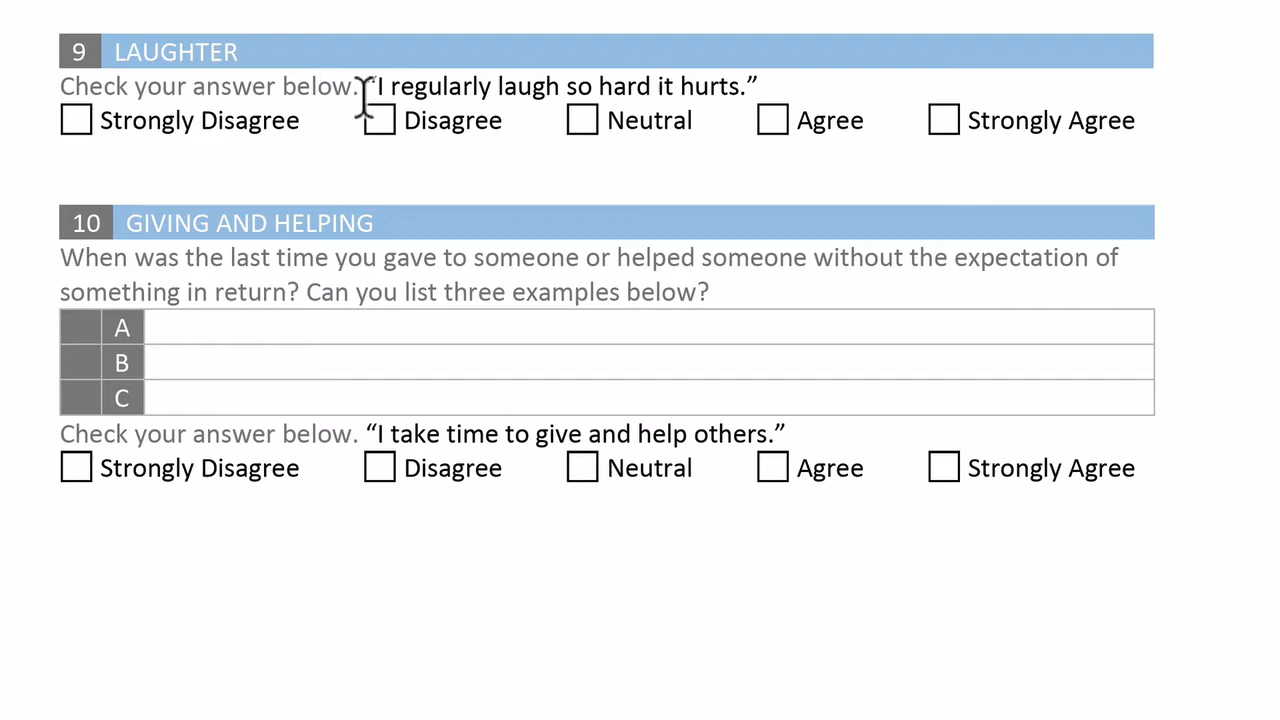 9 LAUGHTER
Check your answer below. “I regularly laugh so hard it hurts.”
Strongly Disagree Disagree Neutral Agree Strongly Agree
10 GIVING AND HELPING
When was the last time you gave to someone or helped someone without the expectation of
something in return? Can you list three examples below?
A
B
C
Check your answer below. “I take time to give and help others.”
Strongly Disagree Disagree Neutral Agree Strongly Agree